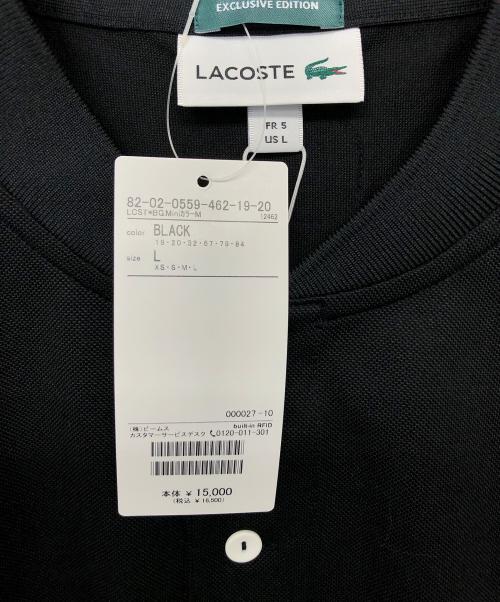 EXCLUSIVE EDITION
LACOSTE
FR 5
US L
82-02-0559-462-19-20
LCST*BG.Miniカラ-M
12462
color BLACK
19・20・32・67・79・84
size L
XS・S・M・L
000027-10
(株)ビームス built-in RFID
カスタマーサービスデスク 0120-011-301
本体 ¥ 15,000
(税込 ¥ 16,500)